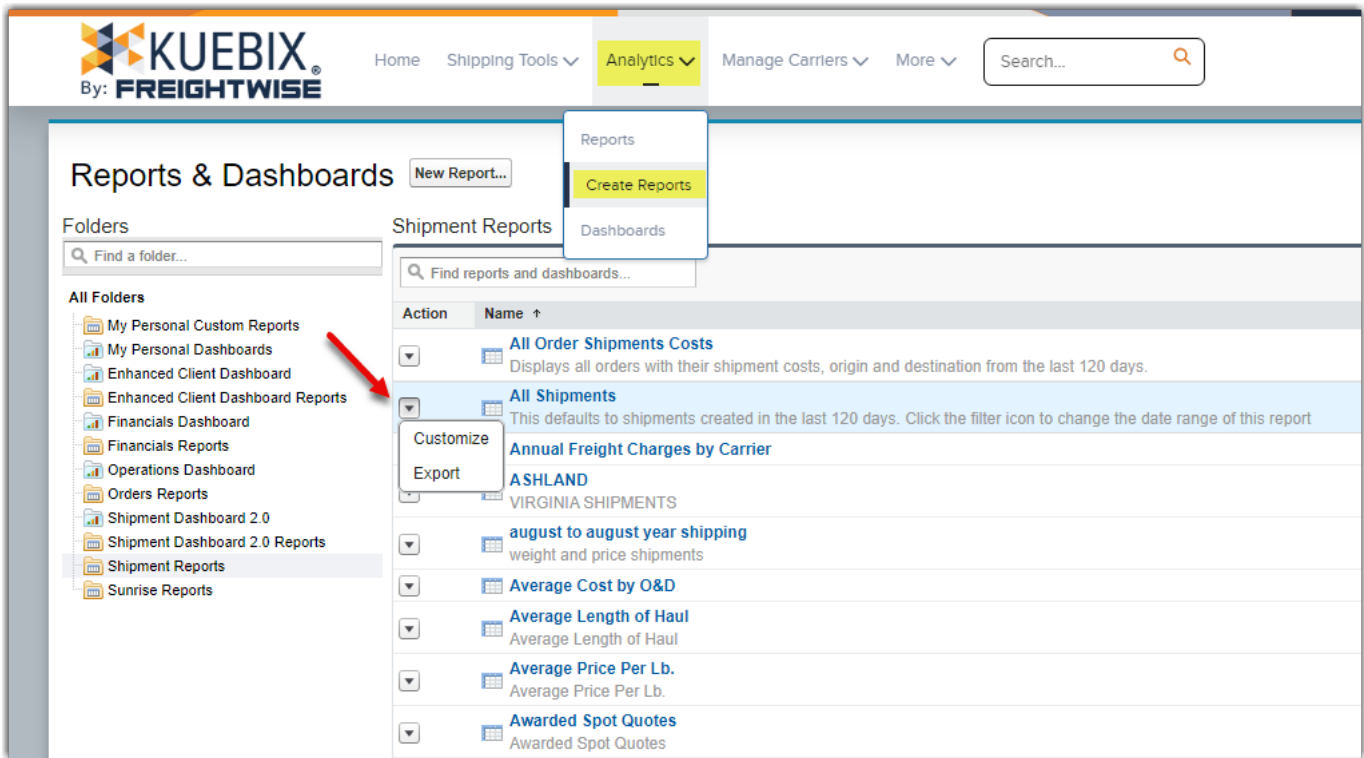 KUEBIX®
By: FREIGHTWISE
Home Shipping Tools Analytics Manage Carriers More Search...
Reports
Create Reports
Dashboards
Reports & Dashboards New Report...
Folders
Find a folder...
All Folders
My Personal Custom Reports
My Personal Dashboards
Enhanced Client Dashboard
Enhanced Client Dashboard Reports
Financials Dashboard
Financials Reports
Operations Dashboard
Orders Reports
Shipment Dashboard 2.0
Shipment Dashboard 2.0 Reports
Shipment Reports
Sunrise Reports
Shipment Reports
Find reports and dashboards...
Action Name ↑
All Order Shipments Costs
Displays all orders with their shipment costs, origin and destination from the last 120 days.
All Shipments
This defaults to shipments created in the last 120 days. Click the filter icon to change the date range of this report
Customize
Export
Annual Freight Charges by Carrier
ASHLAND
VIRGINIA SHIPMENTS
august to august year shipping
weight and price shipments
Average Cost by O&D
Average Length of Haul
Average Length of Haul
Average Price Per Lb.
Average Price Per Lb.
Awarded Spot Quotes
Awarded Spot Quotes